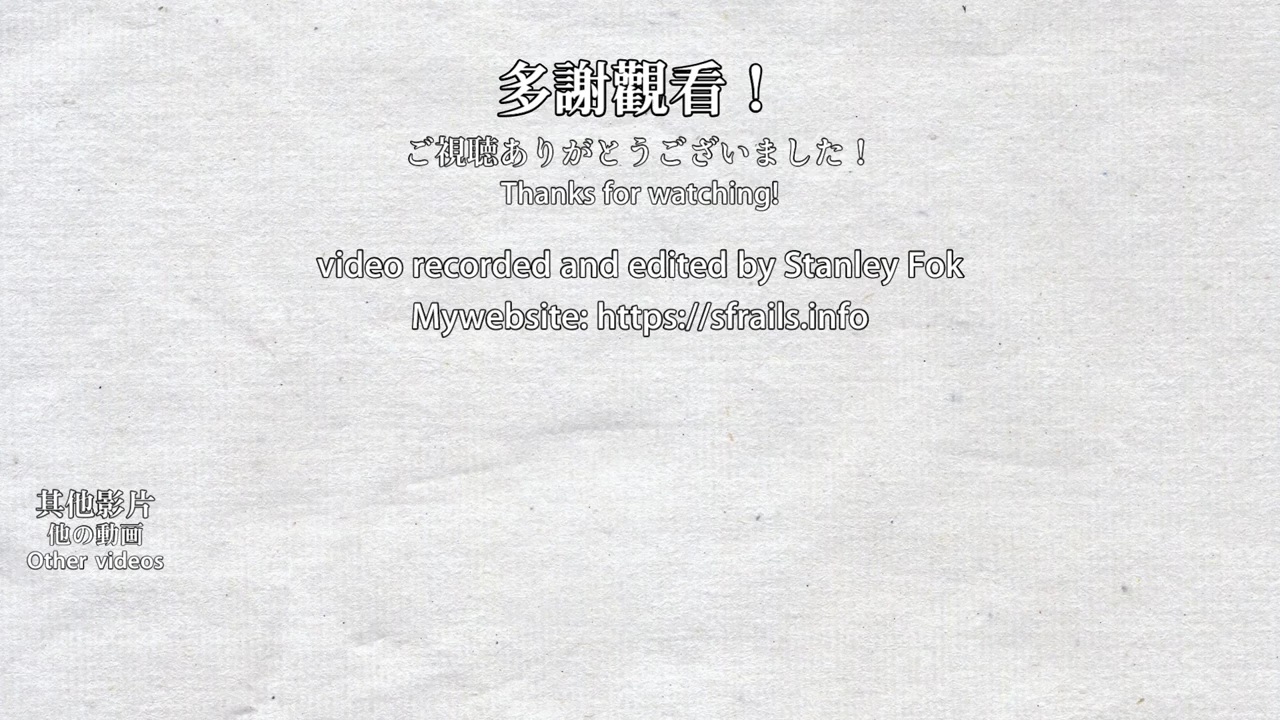 多謝觀看！
ご視聴ありがとうございました！
Thanks for watching!
video recorded and edited by Stanley Fok
Mywebsite: https://sfrails.info
其他影片
他の動画
Other videos